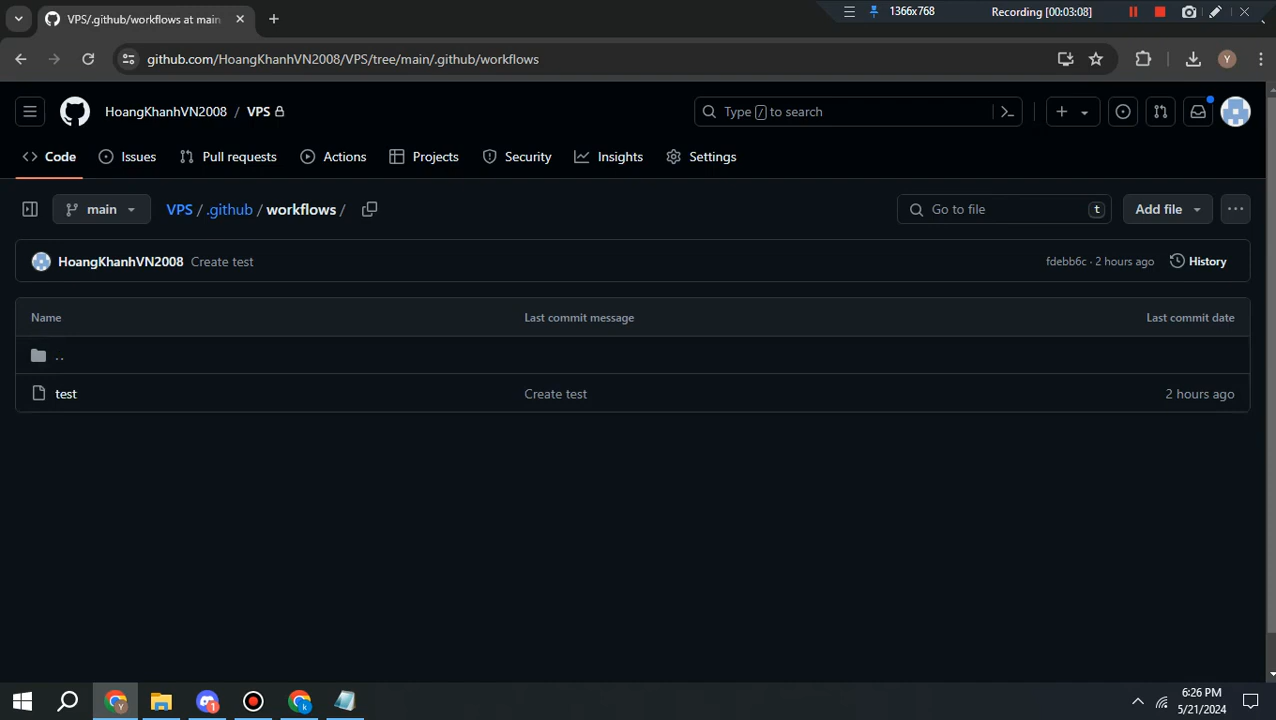 VPS/.github/workflows at main
1366x768
Recording [00:03:08]
github.com/HoangKhanhVN2008/VPS/tree/main/.github/workflows
Y
HoangKhanhVN2008 / VPS
Type / to search
Code
Issues
Pull requests
Actions
Projects
Security
Insights
Settings
main
VPS / .github / workflows /
Go to file
t
Add file
HoangKhanhVN2008 Create test
fdebb6c · 2 hours ago
History
Name Last commit message Last commit date
..
test Create test 2 hours ago
Y
1
k
6:26 PM
5/21/2024